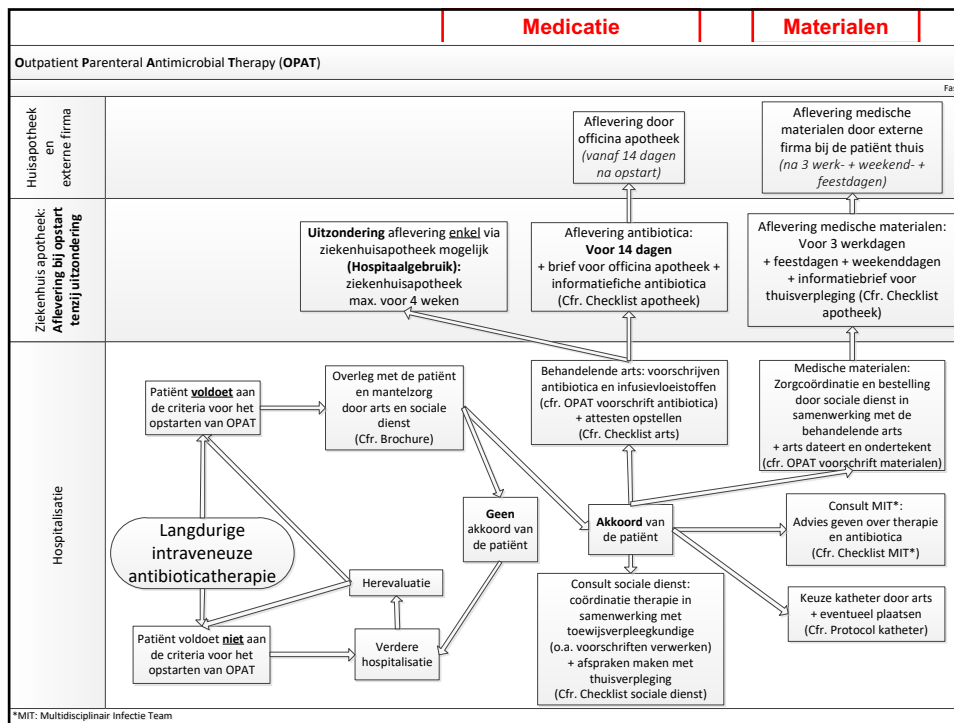 Medicatie
Materialen
Outpatient Parenteral Antimicrobial Therapy (OPAT)
Fas
Huisapotheek
en
externe firma
Aflevering door
officina apotheek
(vanaf 14 dagen
na opstart)
Aflevering medische
materialen door externe
firma bij de patiënt thuis
(na 3 werk- + weekend- +
feestdagen)
Ziekenhuis apotheek:
Aflevering bij opstart
tenzij uitzondering
Uitzondering aflevering enkel via
ziekenhuisapotheek mogelijk
(Hospitaalgebruik):
ziekenhuisapotheek
max. voor 4 weken
Aflevering antibiotica:
Voor 14 dagen
+ brief voor officina apotheek +
informatiefiche antibiotica
(Cfr. Checklist apotheek)
Aflevering medische materialen:
Voor 3 werkdagen
+ feestdagen + weekenddagen
+ informatiebrief voor
thuisverpleging (Cfr. Checklist
apotheek)
Hospitalisatie
Patiënt voldoet aan
de criteria voor het
opstarten van OPAT
Overleg met de patiënt
en mantelzorg
door arts en sociale
dienst
(Cfr. Brochure)
Behandelende arts: voorschrijven
antibiotica en infusievloeistoffen
(cfr. OPAT voorschrift antibiotica)
+ attesten opstellen
(Cfr. Checklist arts)
Medische materialen:
Zorgcoördinatie en bestelling
door sociale dienst in
samenwerking met de
behandelende arts
+ arts dateert en ondertekent
(cfr. OPAT voorschrift materialen)
Langdurige
intraveneuze
antibioticatherapie
Geen
akkoord van
de patiënt
Akkoord van
de patiënt
Consult MIT*:
Advies geven over therapie
en antibiotica
(Cfr. Checklist MIT*)
Herevaluatie
Consult sociale dienst:
coördinatie therapie in
samenwerking met
toewijsverpleegkundige
(o.a. voorschriften verwerken)
+ afspraken maken met
thuisverpleging
(Cfr. Checklist sociale dienst)
Keuze katheter door arts
+ eventueel plaatsen
(Cfr. Protocol katheter)
Patiënt voldoet niet aan
de criteria voor het
opstarten van OPAT
Verdere
hospitalisatie
*MIT: Multidisciplinair Infectie Team